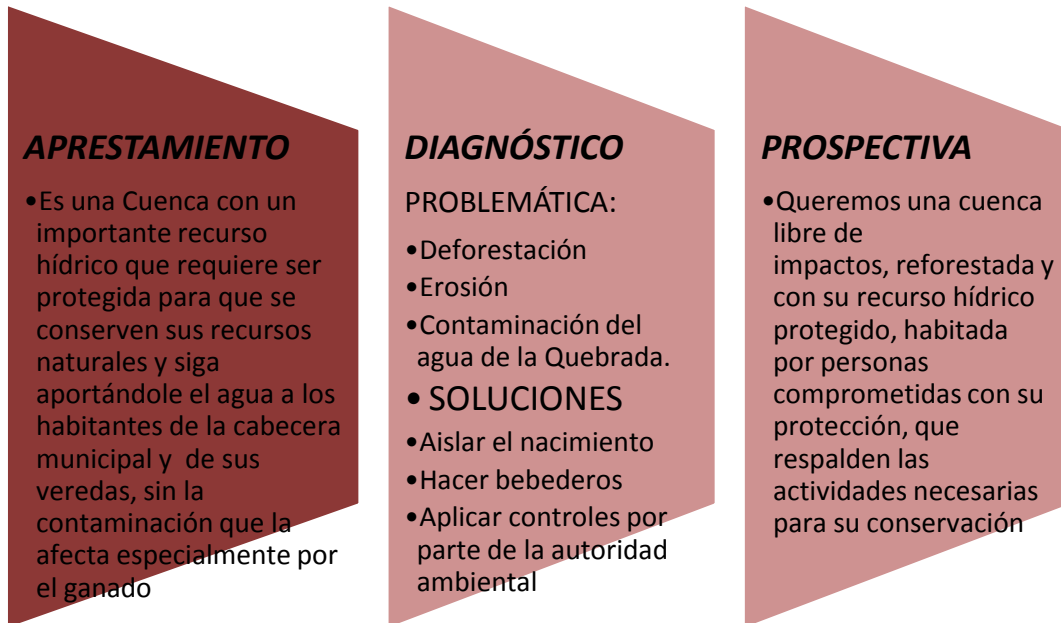 APRESTAMIENTO
•Es una Cuenca con un
importante recurso
hídrico que requiere ser
protegida para que se
conserven sus recursos
naturales y siga
aportándole el agua a los
habitantes de la cabecera
municipal y de sus
veredas, sin la
contaminación que la
afecta especialmente por
el ganado
DIAGNÓSTICO
PROBLEMÁTICA:
•Deforestación
•Erosión
•Contaminación del
agua de la Quebrada.
• SOLUCIONES
•Aislar el nacimiento
•Hacer bebederos
•Aplicar controles por
parte de la autoridad
ambiental
PROSPECTIVA
•Queremos una cuenca
libre de
impactos, reforestada y
con su recurso hídrico
protegido, habitada
por personas
comprometidas con su
protección, que
respalden las
actividades necesarias
para su conservación